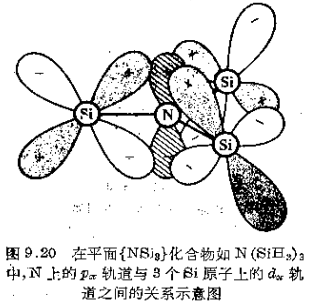 Si
N
Si
Si
图 9.20 在平面{NSi₃}化合物如 N(SiH₃)₃
中,N 上的 pπ 轨道与 3 个 Si 原子上的 dπ 轨
道之间的关系示意图